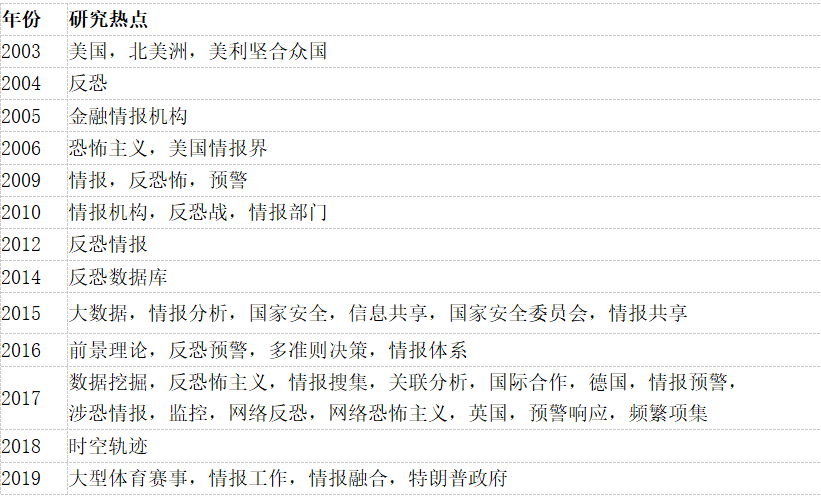 年份 研究热点
2003 美国，北美洲，美利坚合众国
2004 反恐
2005 金融情报机构
2006 恐怖主义，美国情报界
2009 情报，反恐怖，预警
2010 情报机构，反恐战，情报部门
2012 反恐情报
2014 反恐数据库
2015 大数据，情报分析，国家安全，信息共享，国家安全委员会，情报共享
2016 前景理论，反恐预警，多准则决策，情报体系
2017 数据挖掘，反恐怖主义，情报搜集，关联分析，国际合作，德国，情报预警，
涉恐情报，监控，网络反恐，网络恐怖主义，英国，预警响应，频繁项集
2018 时空轨迹
2019 大型体育赛事，情报工作，情报融合，特朗普政府